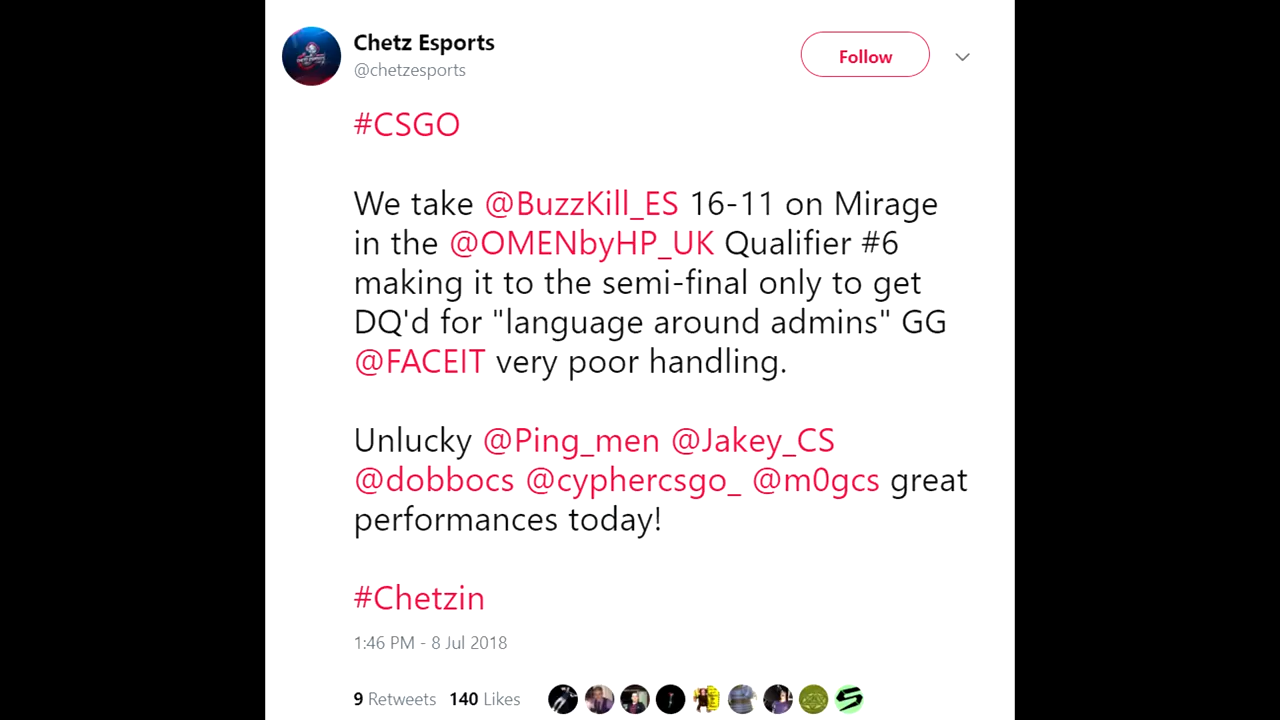 Chetz Esports
@chetzesports
Follow
#CSGO
We take @BuzzKill_ES 16-11 on Mirage
in the @OMENbyHP_UK Qualifier #6
making it to the semi-final only to get
DQ'd for "language around admins" GG
@FACEIT very poor handling.
Unlucky @Ping_men @Jakey_CS
@dobbocs @cyphercsgo_ @m0gcs great
performances today!
#Chetzin
1:46 PM - 8 Jul 2018
9 Retweets 140 Likes